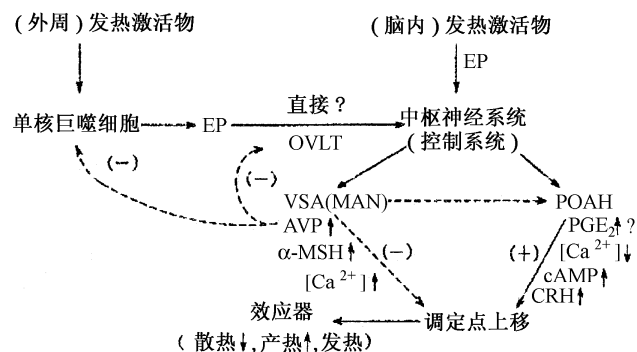 (外周)发热激活物
(脑内)发热激活物
EP
直接?
单核巨噬细胞
EP
中枢神经系统
OVLT
(控制系统)
(−)
(−)
VSA(MAN)
POAH
AVP↑
PGE₂↑?
α-MSH↑
(−)
(+)
[Ca²⁺]↓
[Ca²⁺]↑
cAMP↑
CRH↑
效应器
调定点上移
(散热↓,产热↑,发热)